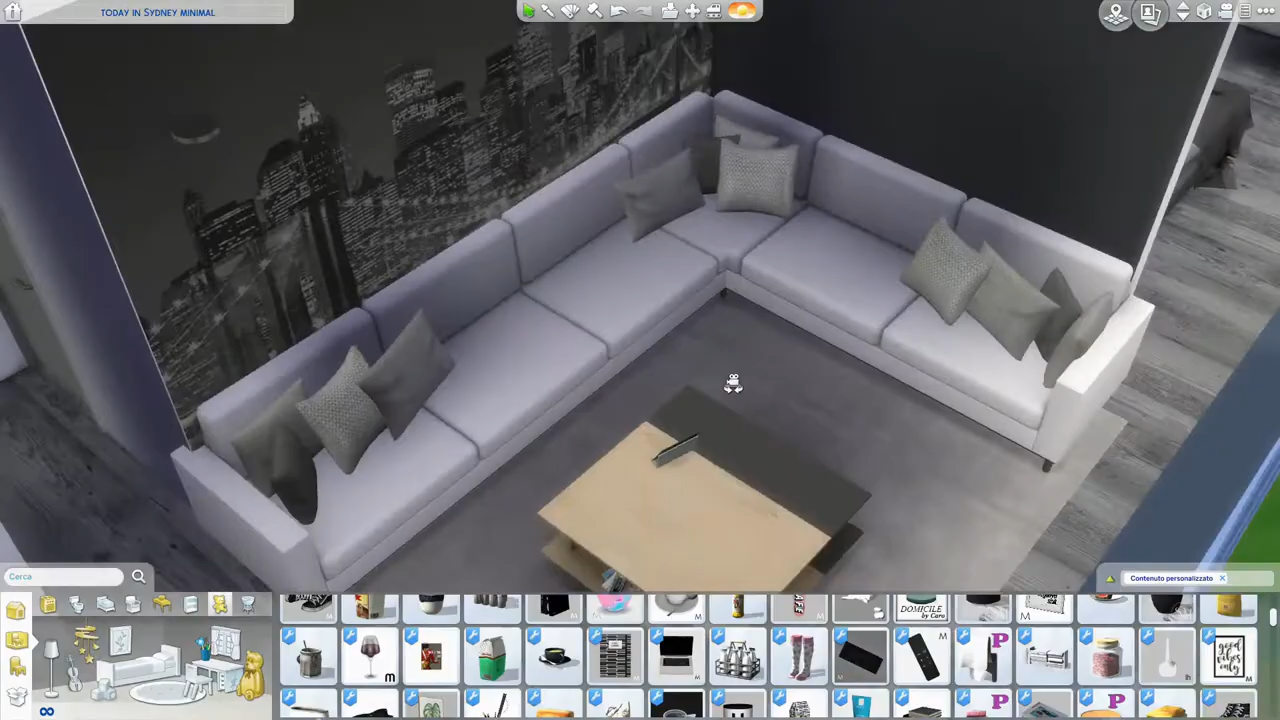 TODAY IN SYDNEY MINIMAL
Cerca
Contenuto personalizzato
DOMICILE
by Caro
M
M
M
M
P
m
M
M
M
P
good
vibes
only
M
P
P